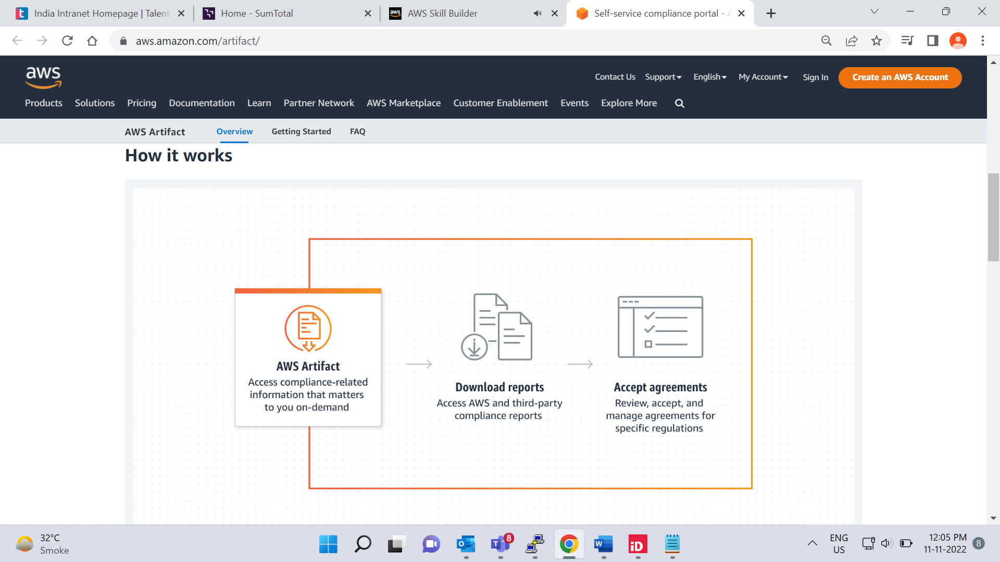 India Intranet Homepage | Talent
Home - SumTotal
AWS Skill Builder
Self-service compliance portal -
aws.amazon.com/artifact/
aws
Contact Us Support English My Account Sign In Create an AWS Account
Products Solutions Pricing Documentation Learn Partner Network AWS Marketplace Customer Enablement Events Explore More
AWS Artifact Overview Getting Started FAQ
How it works
AWS Artifact
Access compliance-related
information that matters
to you on-demand
Download reports
Access AWS and third-party
compliance reports
Accept agreements
Review, accept, and
manage agreements for
specific regulations
32°C
Smoke
8
ENG
US
12:05 PM
11-11-2022
8